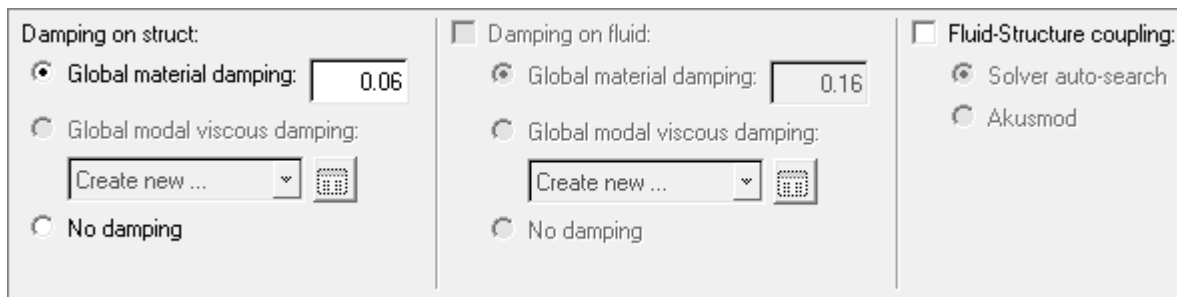 Damping on struct:
Global material damping: 0.06
Global modal viscous damping:
Create new ...
No damping
Damping on fluid:
Global material damping: 0.16
Global modal viscous damping:
Create new ...
No damping
Fluid-Structure coupling:
Solver auto-search
Akusmod